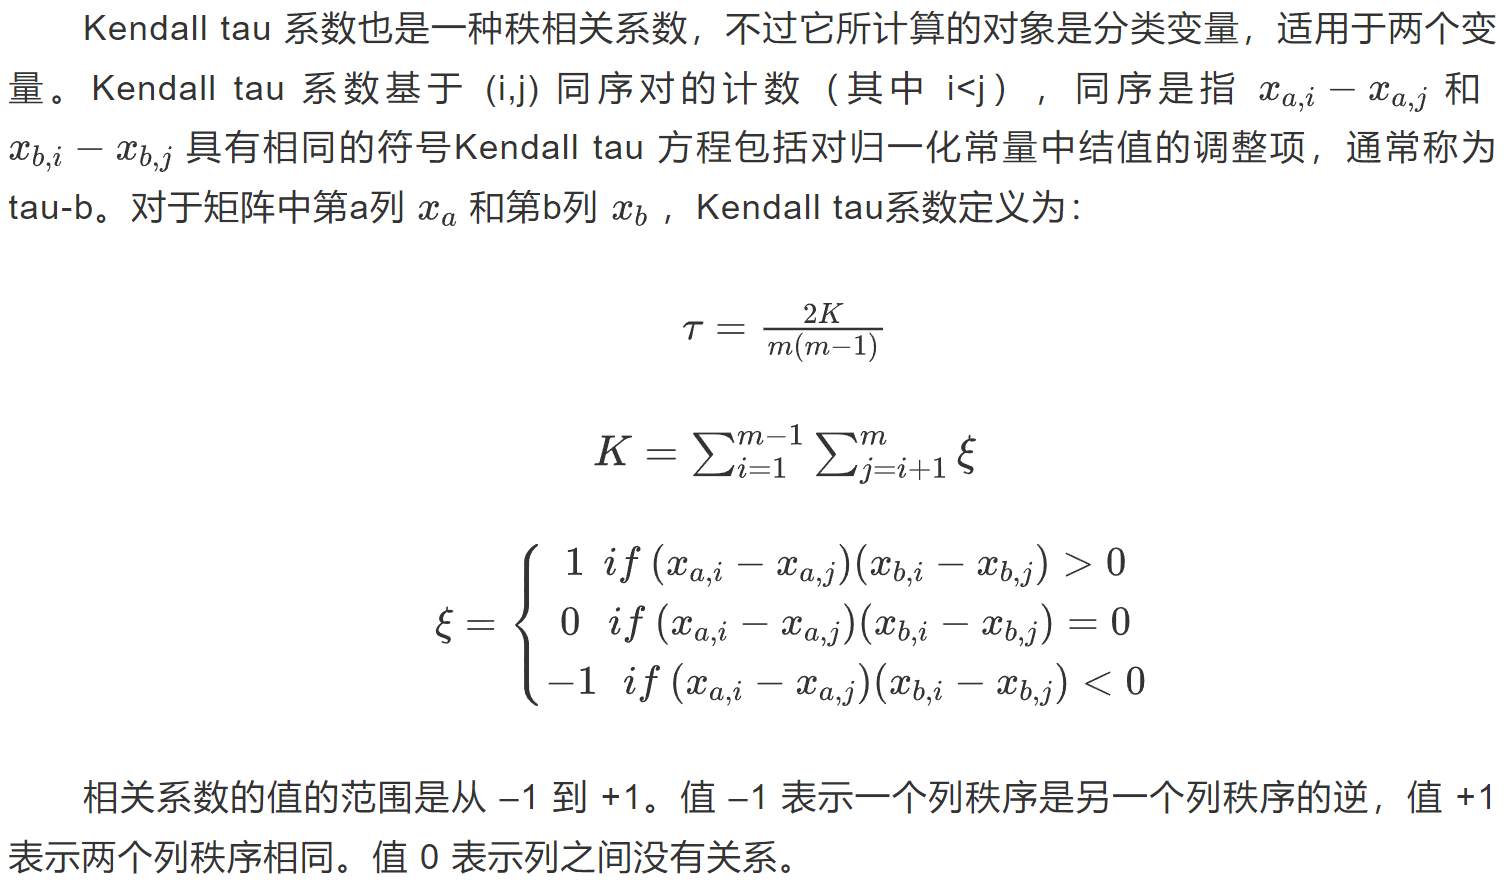 Kendall tau 系数也是一种秩相关系数，不过它所计算的对象是分类变量，适用于两个变
量。Kendall tau 系数基于 (i,j) 同序对的计数（其中 i<j），同序是指 $x_{a,i} - x_{a,j}$ 和
$x_{b,i} - x_{b,j}$ 具有相同的符号Kendall tau 方程包括对归一化常量中结值的调整项，通常称为
tau-b。对于矩阵中第a列 $x_a$ 和第b列 $x_b$ ，Kendall tau系数定义为：
$\tau = \frac{2K}{m(m-1)}$
$K = \sum_{i=1}^{m-1} \sum_{j=i+1}^{m} \xi$
$\xi = \begin{cases} 1 \ \ if\,(x_{a,i} - x_{a,j})(x_{b,i} - x_{b,j}) > 0 \\ 0 \ \ if\,(x_{a,i} - x_{a,j})(x_{b,i} - x_{b,j}) = 0 \\ -1 \ \ if\,(x_{a,i} - x_{a,j})(x_{b,i} - x_{b,j}) < 0 \end{cases}$
相关系数的值的范围是从 –1 到 +1。值 –1 表示一个列秩序是另一个列秩序的逆，值 +1
表示两个列秩序相同。值 0 表示列之间没有关系。